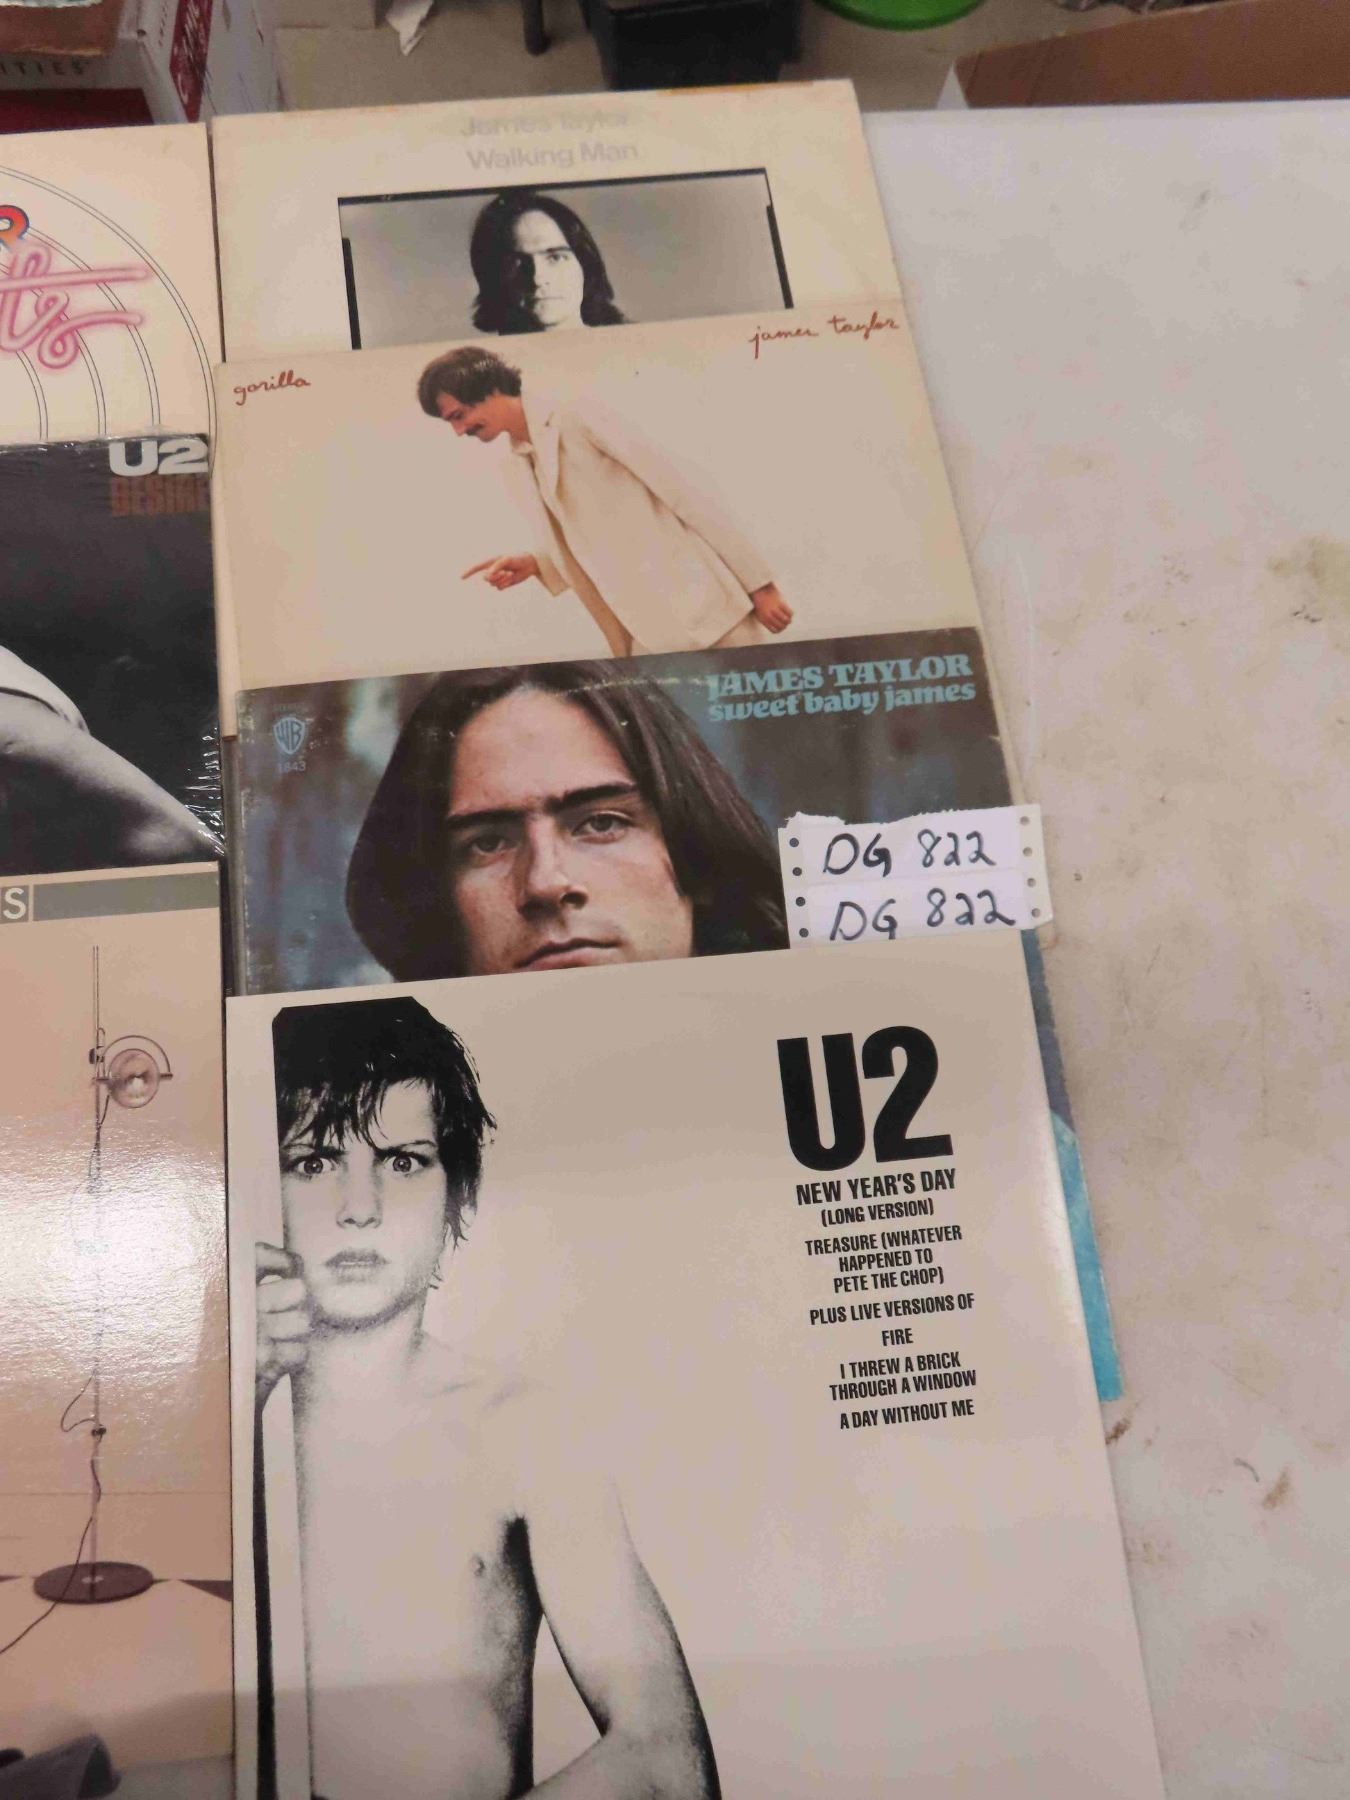 James Taylor
Walking Man
gorilla
james taylor
U2
DESIRE
JAMES TAYLOR
sweet baby james
WB
1843
DG 822
DG 822
S
U2
NEW YEAR'S DAY
(LONG VERSION)
TREASURE (WHATEVER
HAPPENED TO
PETE THE CHOP)
PLUS LIVE VERSIONS OF
FIRE
I THREW A BRICK
THROUGH A WINDOW
A DAY WITHOUT ME